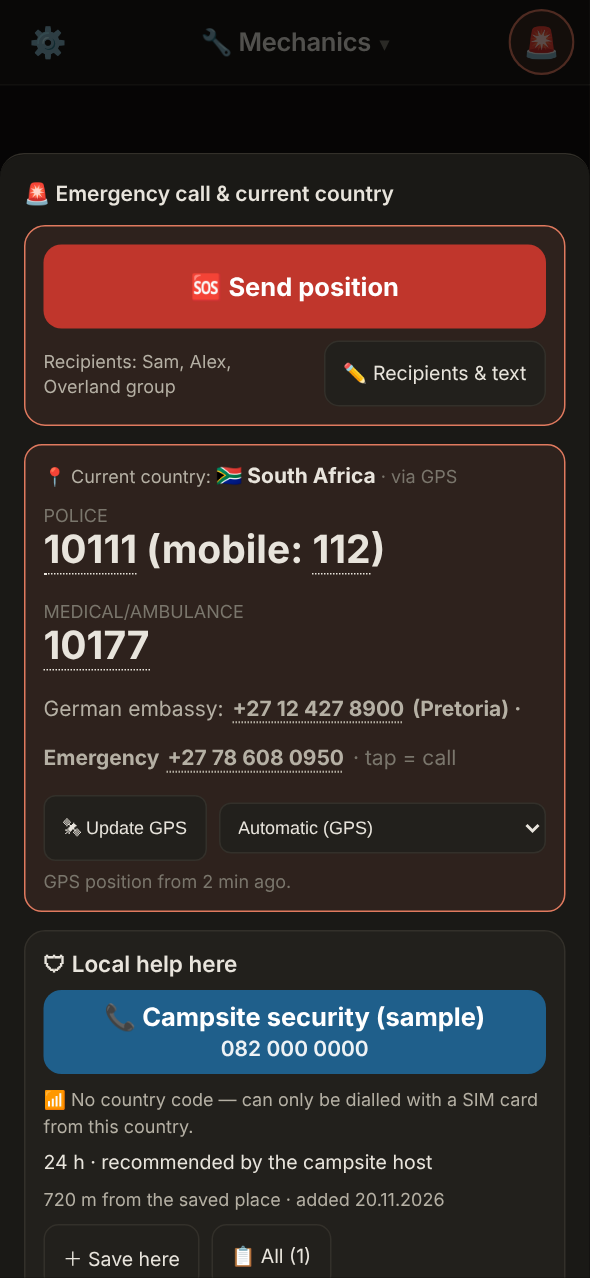 ⚙️ 🔧 Mechanics ▾ 🚨
🚨 Emergency call & current country
🆘 Send position
Recipients: Sam, Alex,
Overland group
✏️ Recipients & text
📍 Current country: 🇿🇦 South Africa · via GPS
POLICE
10111 (mobile: 112)
MEDICAL/AMBULANCE
10177
German embassy: +27 12 427 8900 (Pretoria) ·
Emergency +27 78 608 0950 · tap = call
🛰 Update GPS
Automatic (GPS)
GPS position from 2 min ago.
🛡 Local help here
📞 Campsite security (sample)
082 000 0000
📶 No country code — can only be dialled with a SIM card
from this country.
24 h · recommended by the campsite host
720 m from the saved place · added 20.11.2026
＋ Save here
📋 All (1)